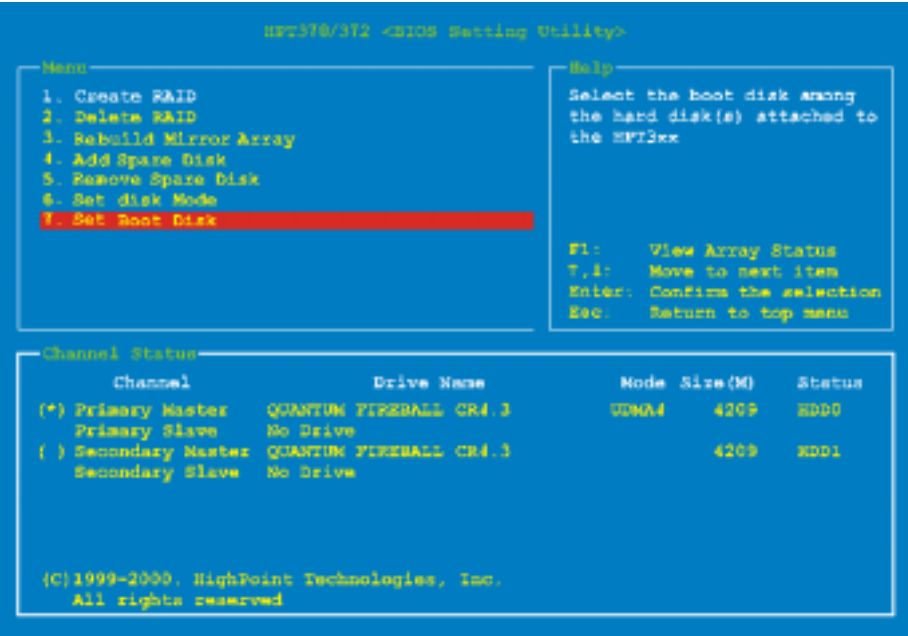 HPT370/372 <BIOS Setting Utility>
Menu
1. Create RAID
2. Delete RAID
3. Rebuild Mirror Array
4. Add Spare Disk
5. Remove Spare Disk
6. Set disk Mode
7. Set Boot Disk
Help
Select the boot disk among
the hard disk(s) attached to
the HPT3xx
F1: View Array Status
↑,↓: Move to next item
Enter: Confirm the selection
Esc: Return to top menu
Channel Status
Channel Drive Name Mode Size(M) Status
(*) Primary Master QUANTUM FIREBALL CR4.3 UDMA4 4209 HDD0
Primary Slave No Drive
( ) Secondary Master QUANTUM FIREBALL CR4.3 4209 HDD1
Secondary Slave No Drive
(C)1999-2000. HighPoint Technologies, Inc.
All rights reserved